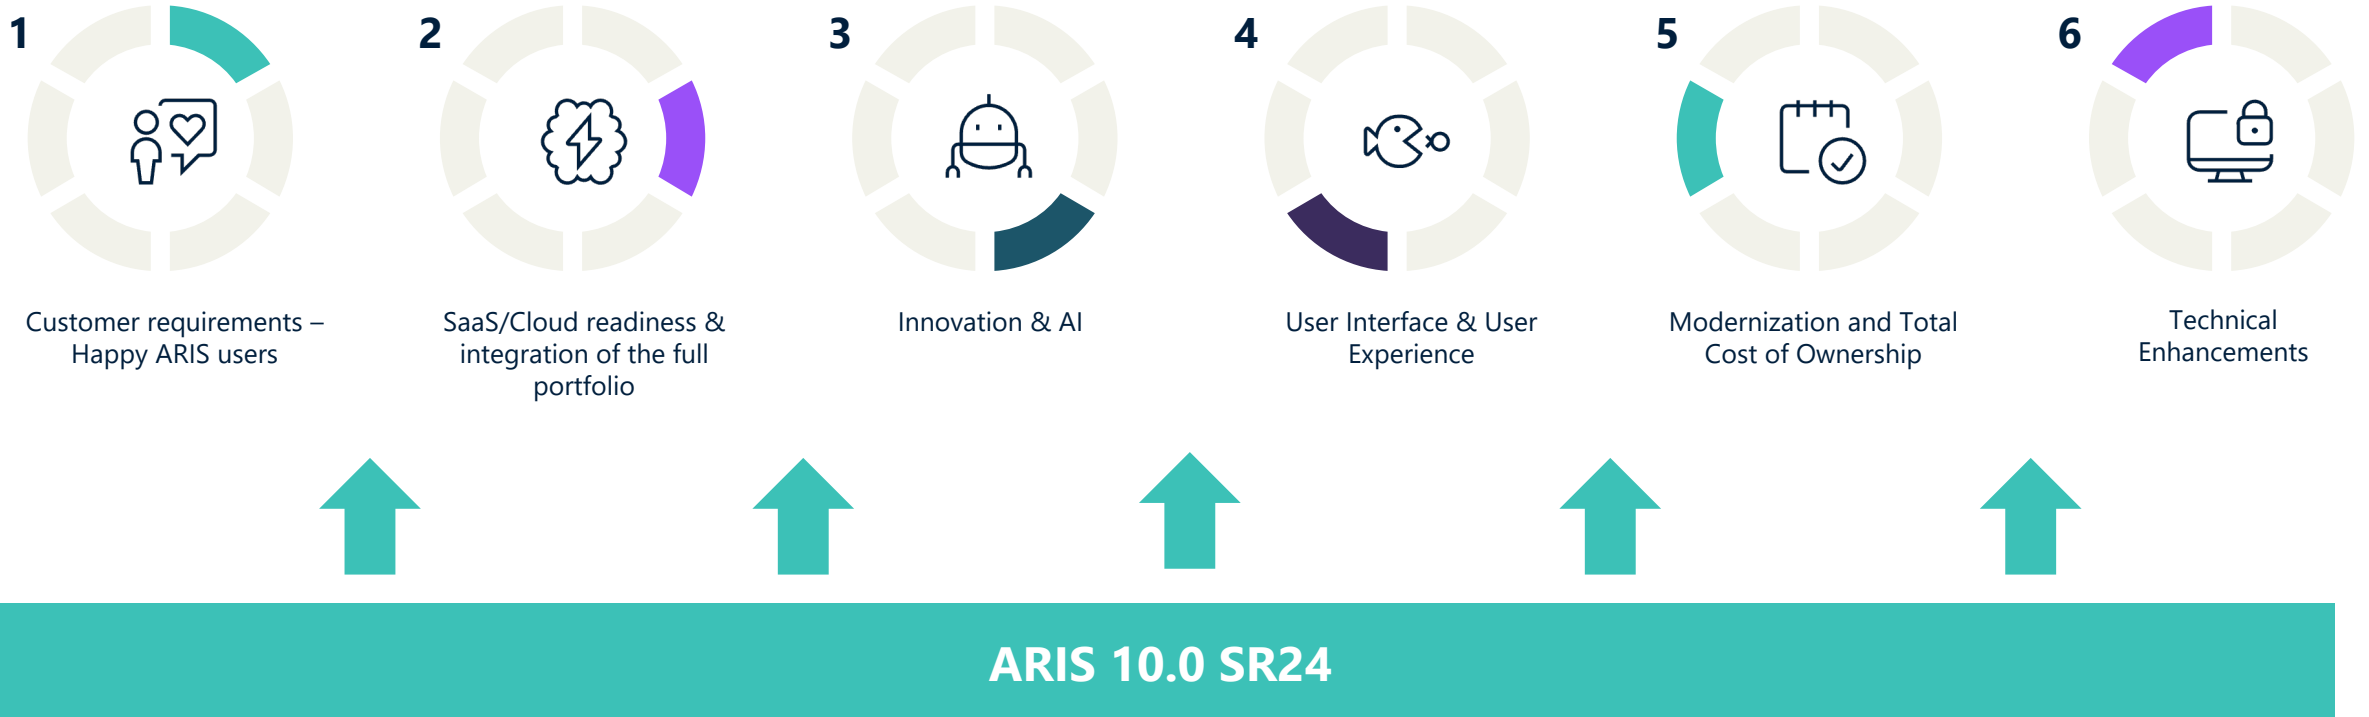 1
Customer requirements –
Happy ARIS users
2
SaaS/Cloud readiness &
integration of the full
portfolio
3
Innovation & AI
4
User Interface & User
Experience
5
Modernization and Total
Cost of Ownership
6
Technical
Enhancements
ARIS 10.0 SR24